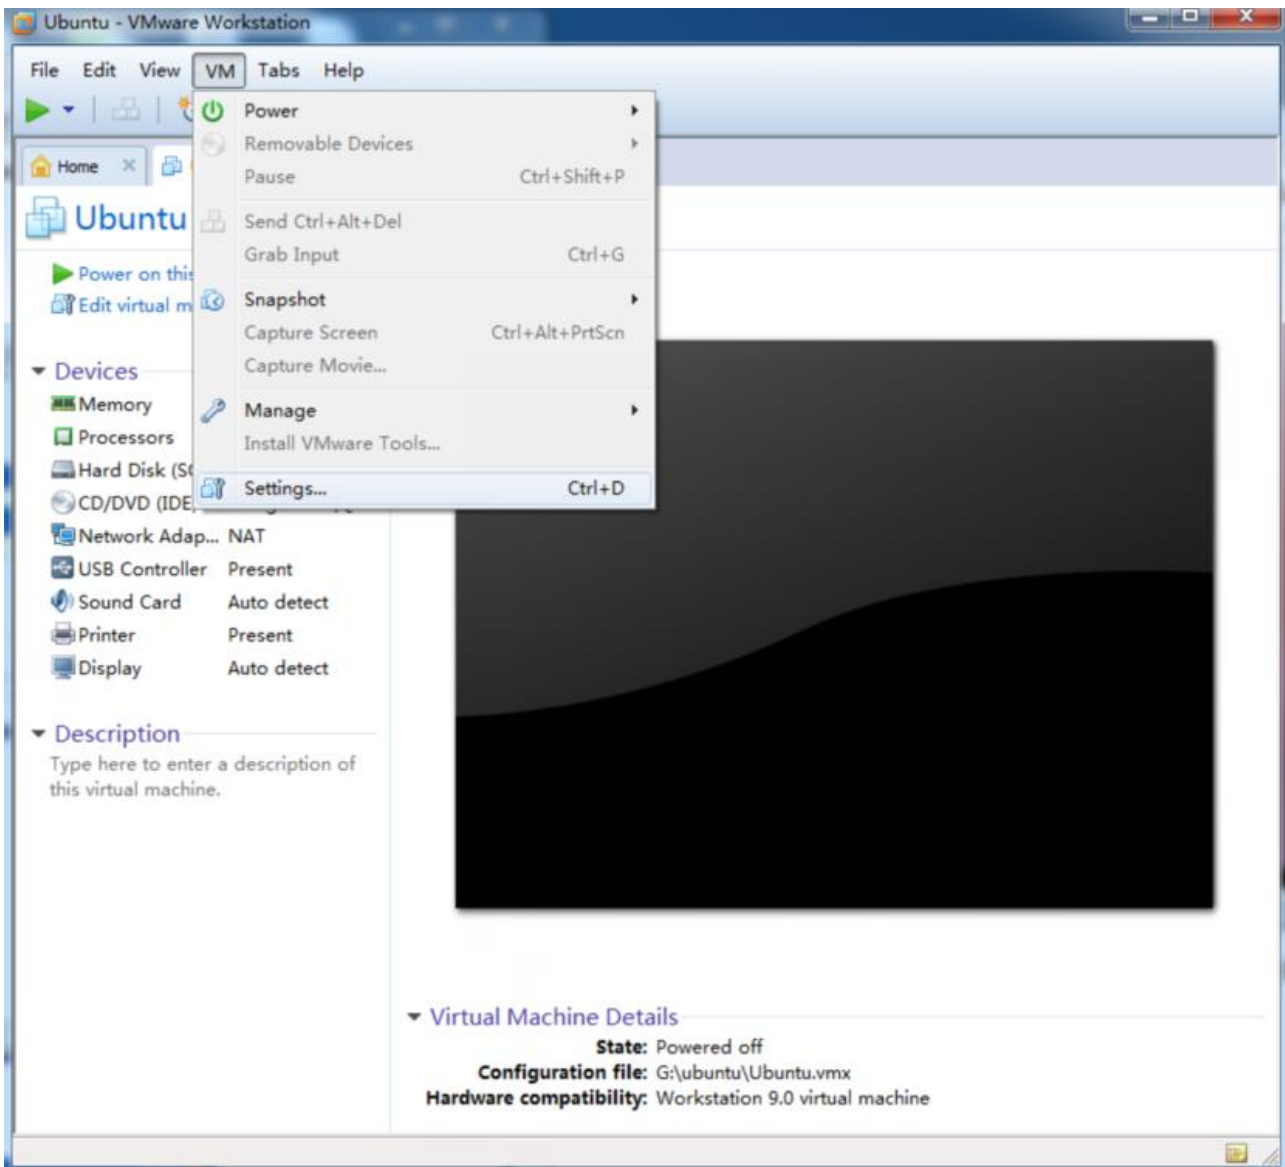 Ubuntu - VMware Workstation
File Edit View VM Tabs Help
Power
Removable Devices
Pause Ctrl+Shift+P
Send Ctrl+Alt+Del
Grab Input Ctrl+G
Snapshot
Capture Screen Ctrl+Alt+PrtScn
Capture Movie...
Manage
Install VMware Tools...
Settings... Ctrl+D
Home
Ubuntu
Power on this
Edit virtual m
Devices
Memory
Processors
Hard Disk (SC
CD/DVD (IDE
Network Adap... NAT
USB Controller Present
Sound Card Auto detect
Printer Present
Display Auto detect
Description
Type here to enter a description of
this virtual machine.
Virtual Machine Details
State: Powered off
Configuration file: G:\ubuntu\Ubuntu.vmx
Hardware compatibility: Workstation 9.0 virtual machine